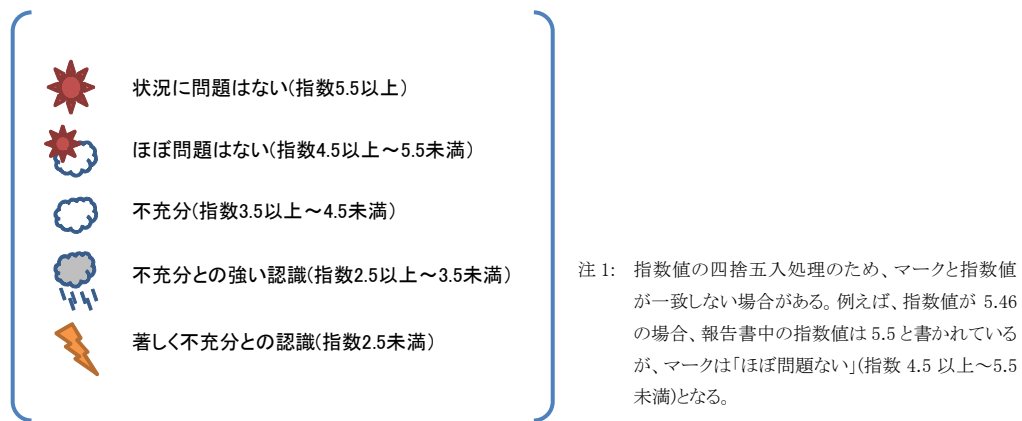 状況に問題はない(指数5.5以上)
ほぼ問題はない(指数4.5以上～5.5未満)
不充分(指数3.5以上～4.5未満)
不充分との強い認識(指数2.5以上～3.5未満)
著しく不充分との認識(指数2.5未満)
注 1: 指数値の四捨五入処理のため、マークと指数値
が一致しない場合がある。例えば、指数値が 5.46
の場合、報告書中の指数値は 5.5 と書かれている
が、マークは「ほぼ問題ない」(指数 4.5 以上～5.5
未満)となる。